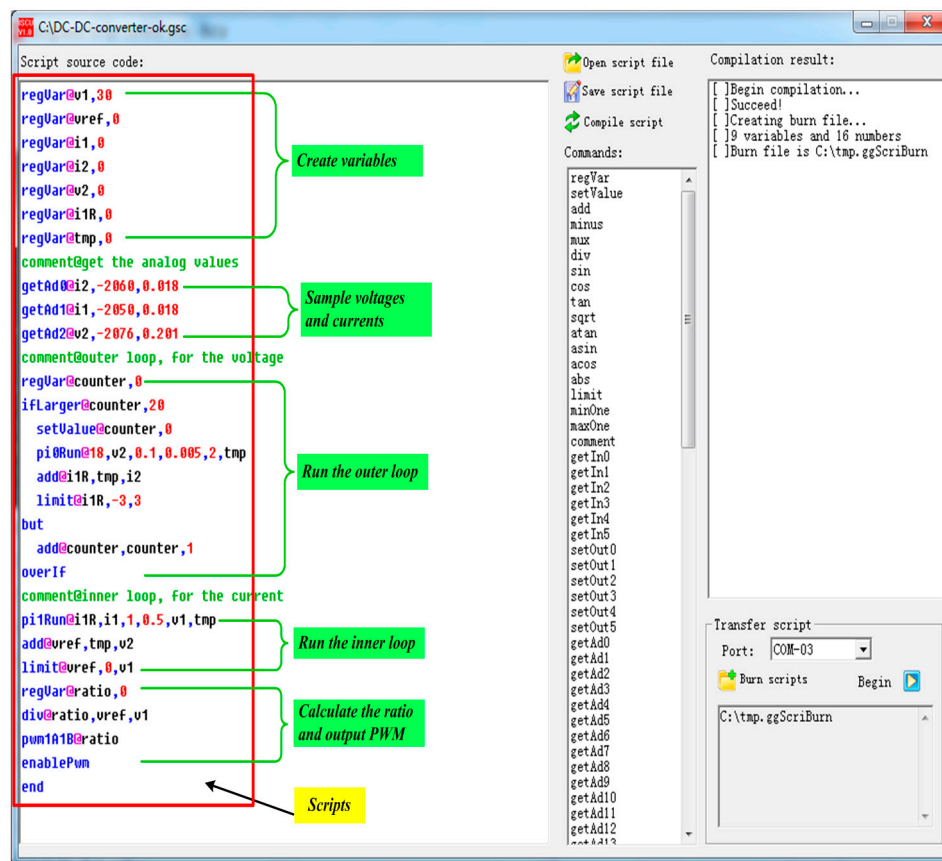 ISCU V1.0 C:\DC-DC-converter-ok.gsc
Script source code:
regVar@v1,30
regVar@vref,0
regVar@i1,0
regVar@i2,0
regVar@v2,0
regVar@i1R,0
regVar@tmp,0
comment@get the analog values
getAd0@i2,-2060,0.018
getAd1@i1,-2050,0.018
getAd2@v2,-2076,0.201
comment@outer loop, for the voltage
regVar@counter,0
ifLarger@counter,20
setValue@counter,0
pi0Run@18,v2,0.1,0.005,2,tmp
add@i1R,tmp,i2
limit@i1R,-3,3
but
add@counter,counter,1
overIf
comment@inner loop, for the current
pi1Run@i1R,i1,1,0.5,v1,tmp
add@vref,tmp,v2
limit@vref,0,v1
regVar@ratio,0
div@ratio,vref,v1
pwm1A1B@ratio
enablePwm
end
Create variables
Sample voltages
and currents
Run the outer loop
Run the inner loop
Calculate the ratio
and output PWM
Scripts
Open script file
Save script file
Compile script
Commands:
regVar
setValue
add
minus
mux
div
sin
cos
tan
sqrt
atan
asin
acos
abs
limit
minOne
maxOne
comment
getIn0
getIn1
getIn2
getIn3
getIn4
getIn5
setOut0
setOut1
setOut2
setOut3
setOut4
setOut5
getAd0
getAd1
getAd2
getAd3
getAd4
getAd5
getAd6
getAd7
getAd8
getAd9
getAd10
getAd11
getAd12
getAd13
Compilation result:
[ ]Begin compilation...
[ ]Succeed!
[ ]Creating burn file...
[ ]9 variables and 16 numbers
[ ]Burn file is C:\tmp.ggScriBurn
Transfer script
Port: COM-03
Burn scripts Begin
C:\tmp.ggScriBurn